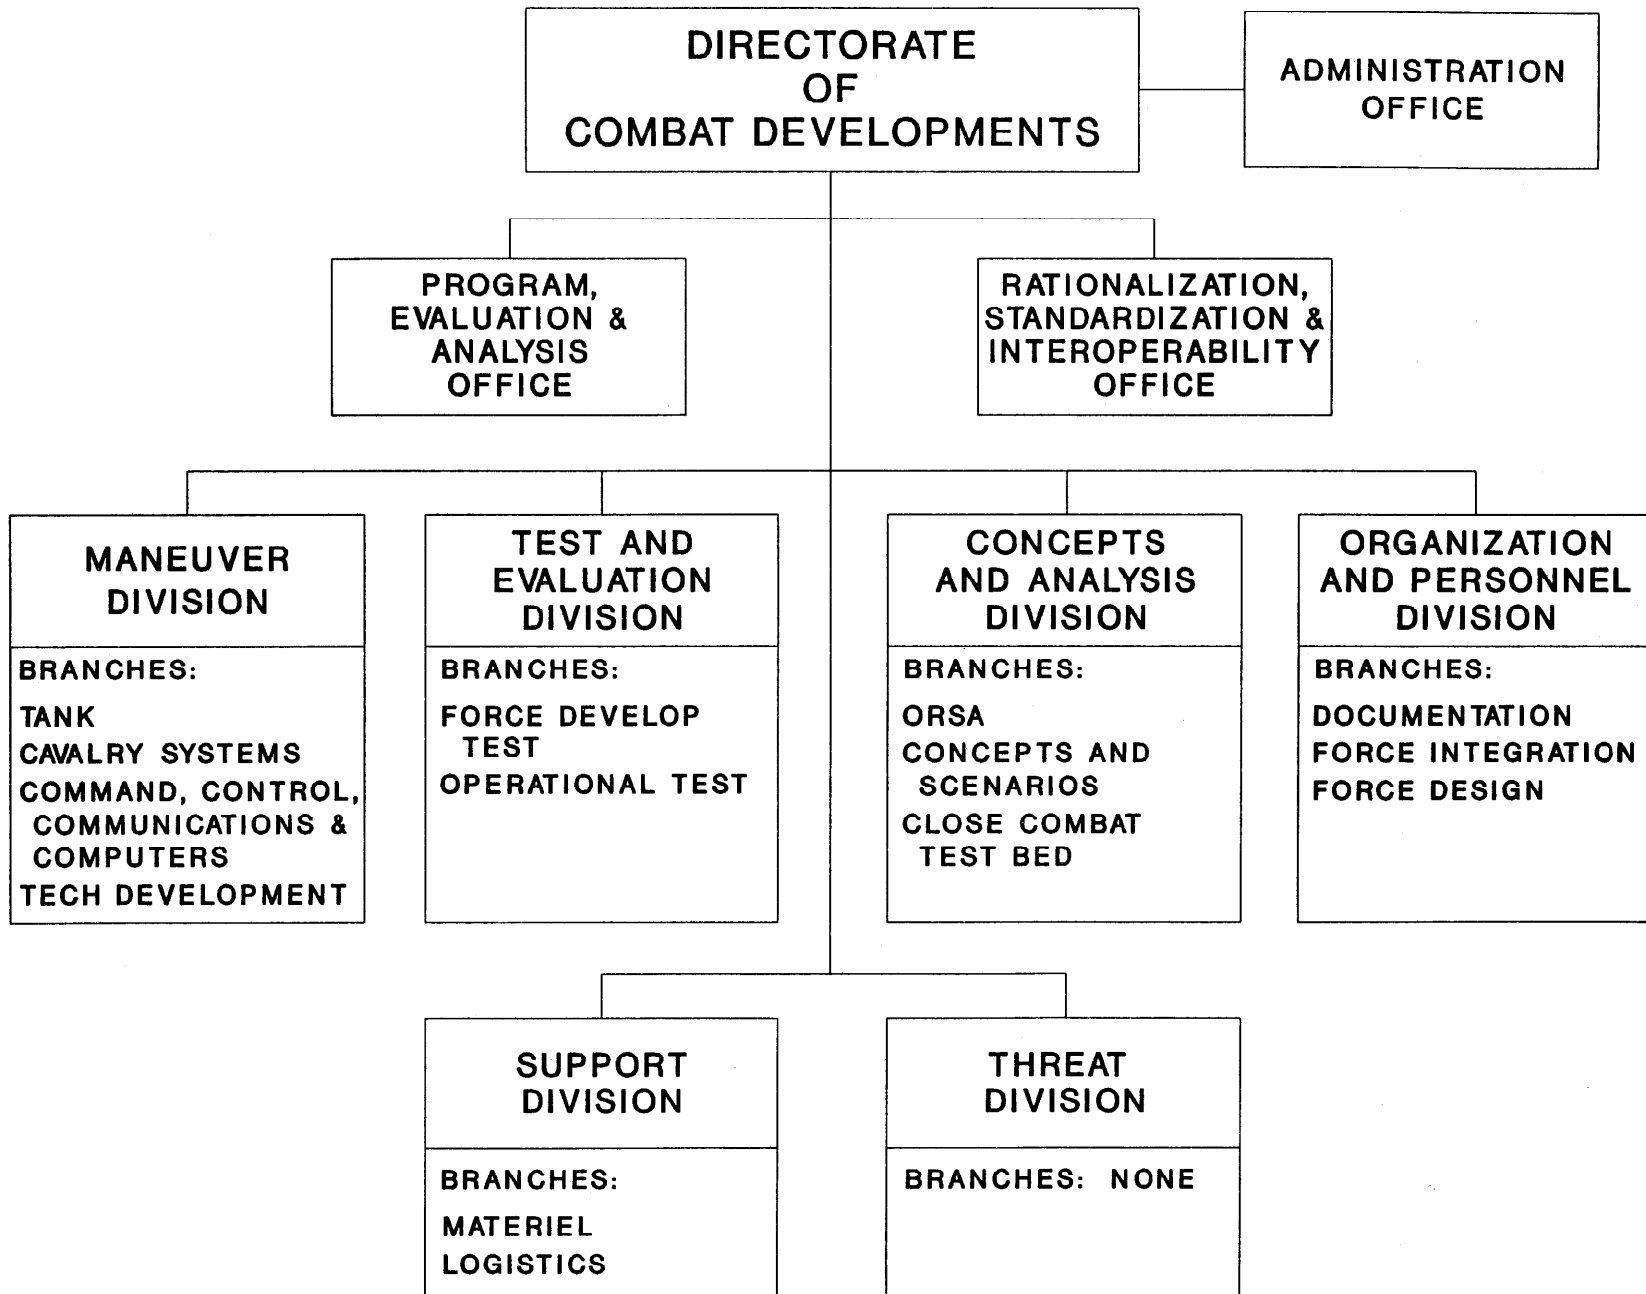 DIRECTORATE
OF
COMBAT DEVELOPMENTS
ADMINISTRATION
OFFICE
PROGRAM,
EVALUATION &
ANALYSIS
OFFICE
RATIONALIZATION,
STANDARDIZATION &
INTEROPERABILITY
OFFICE
MANEUVER
DIVISION
BRANCHES:
TANK
CAVALRY SYSTEMS
COMMAND, CONTROL,
COMMUNICATIONS &
COMPUTERS
TECH DEVELOPMENT
TEST AND
EVALUATION
DIVISION
BRANCHES:
FORCE DEVELOP
TEST
OPERATIONAL TEST
CONCEPTS
AND ANALYSIS
DIVISION
BRANCHES:
ORSA
CONCEPTS AND
SCENARIOS
CLOSE COMBAT
TEST BED
ORGANIZATION
AND PERSONNEL
DIVISION
BRANCHES:
DOCUMENTATION
FORCE INTEGRATION
FORCE DESIGN
SUPPORT
DIVISION
BRANCHES:
MATERIEL
LOGISTICS
THREAT
DIVISION
BRANCHES: NONE